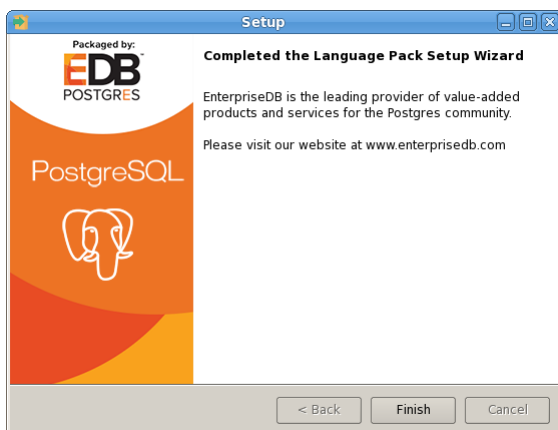 Setup
Packaged by:
EDB
POSTGRES
PostgreSQL
Completed the Language Pack Setup Wizard
EnterpriseDB is the leading provider of value-added
products and services for the Postgres community.
Please visit our website at www.enterprisedb.com
< Back
Finish
Cancel